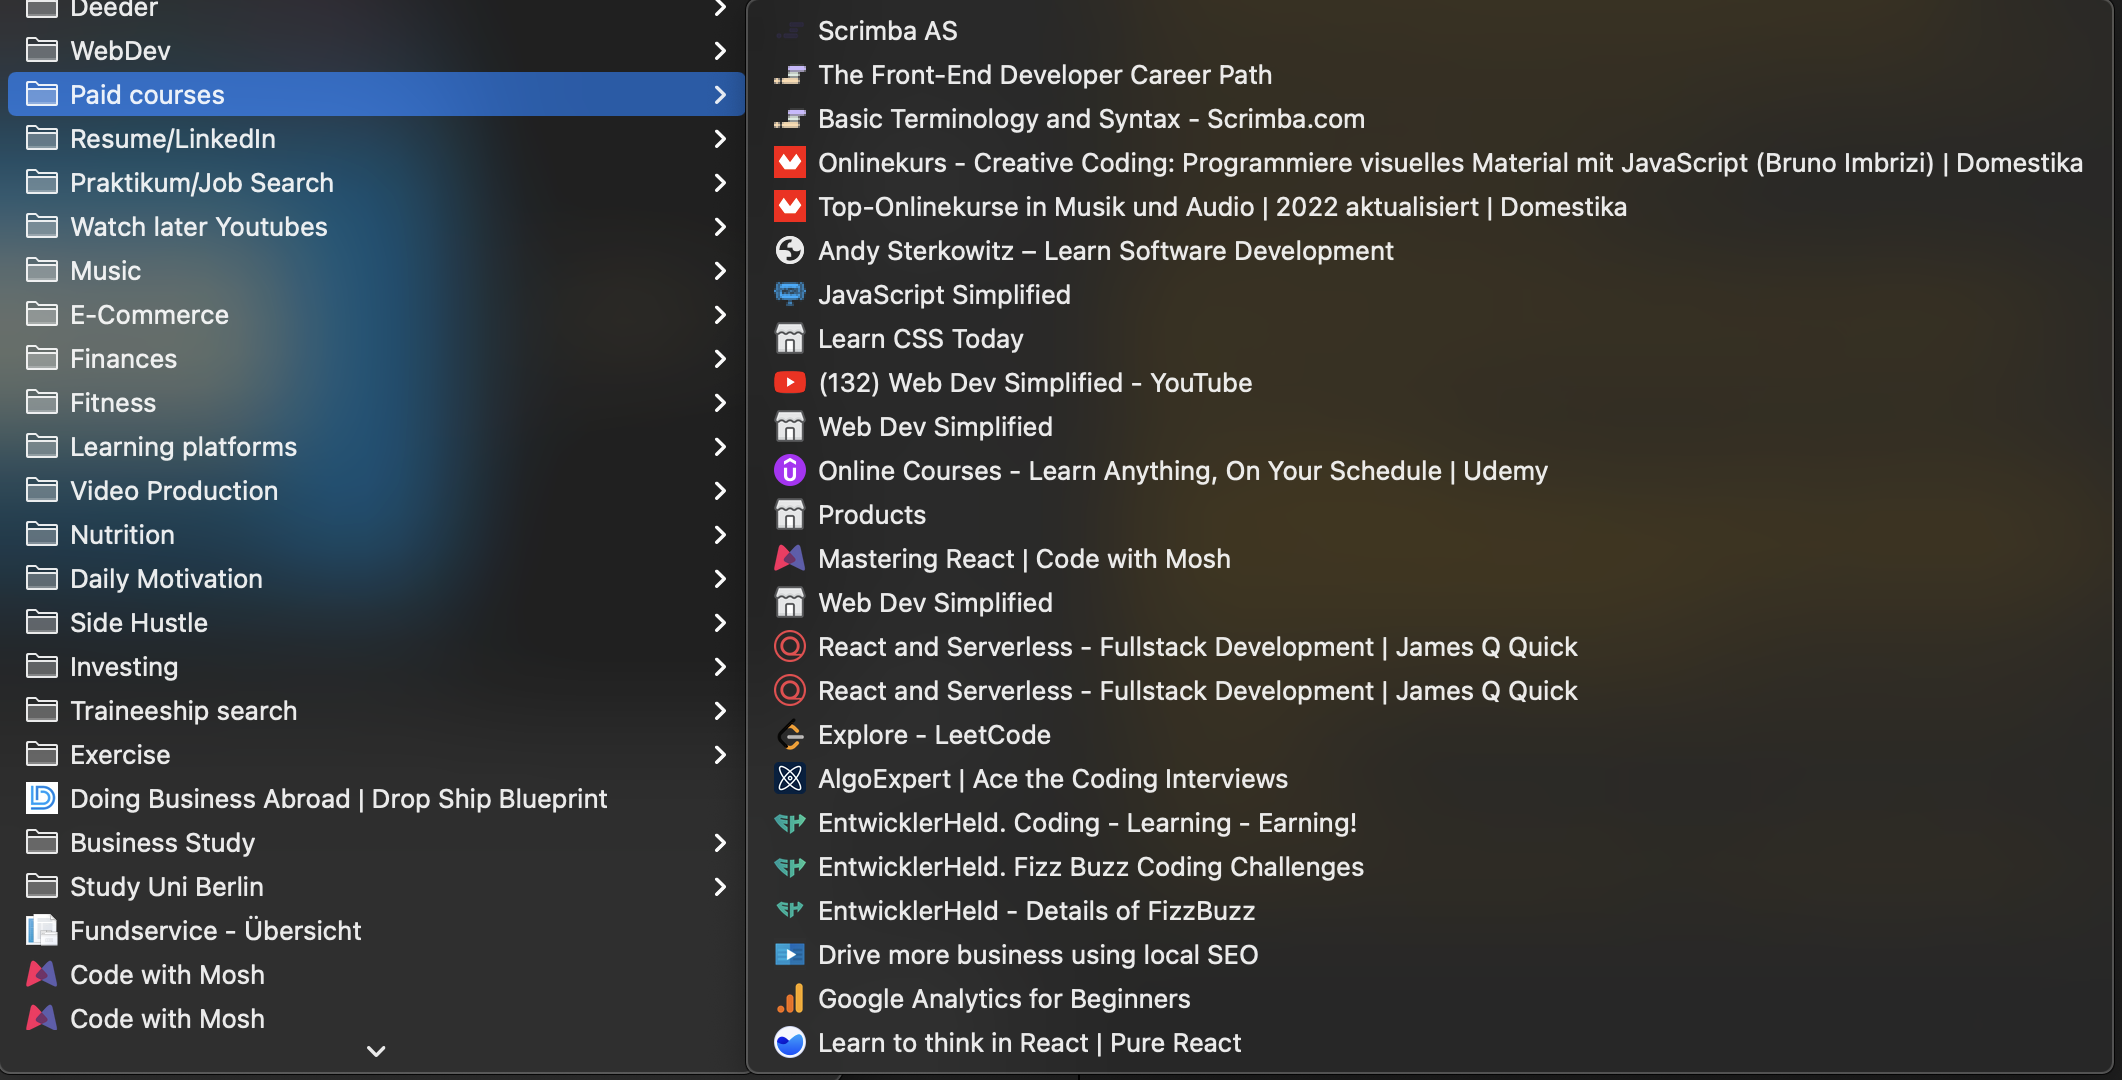 Deeder
WebDev
Paid courses
Resume/LinkedIn
Praktikum/Job Search
Watch later Youtubes
Music
E-Commerce
Finances
Fitness
Learning platforms
Video Production
Nutrition
Daily Motivation
Side Hustle
Investing
Traineeship search
Exercise
Doing Business Abroad | Drop Ship Blueprint
Business Study
Study Uni Berlin
Fundservice - Übersicht
Code with Mosh
Code with Mosh
Scrimba AS
The Front-End Developer Career Path
Basic Terminology and Syntax - Scrimba.com
Onlinekurs - Creative Coding: Programmiere visuelles Material mit JavaScript (Bruno Imbrizi) | Domestika
Top-Onlinekurse in Musik und Audio | 2022 aktualisiert | Domestika
Andy Sterkowitz – Learn Software Development
JavaScript Simplified
Learn CSS Today
(132) Web Dev Simplified - YouTube
Web Dev Simplified
Online Courses - Learn Anything, On Your Schedule | Udemy
Products
Mastering React | Code with Mosh
Web Dev Simplified
React and Serverless - Fullstack Development | James Q Quick
React and Serverless - Fullstack Development | James Q Quick
Explore - LeetCode
AlgoExpert | Ace the Coding Interviews
EntwicklerHeld. Coding - Learning - Earning!
EntwicklerHeld. Fizz Buzz Coding Challenges
EntwicklerHeld - Details of FizzBuzz
Drive more business using local SEO
Google Analytics for Beginners
Learn to think in React | Pure React